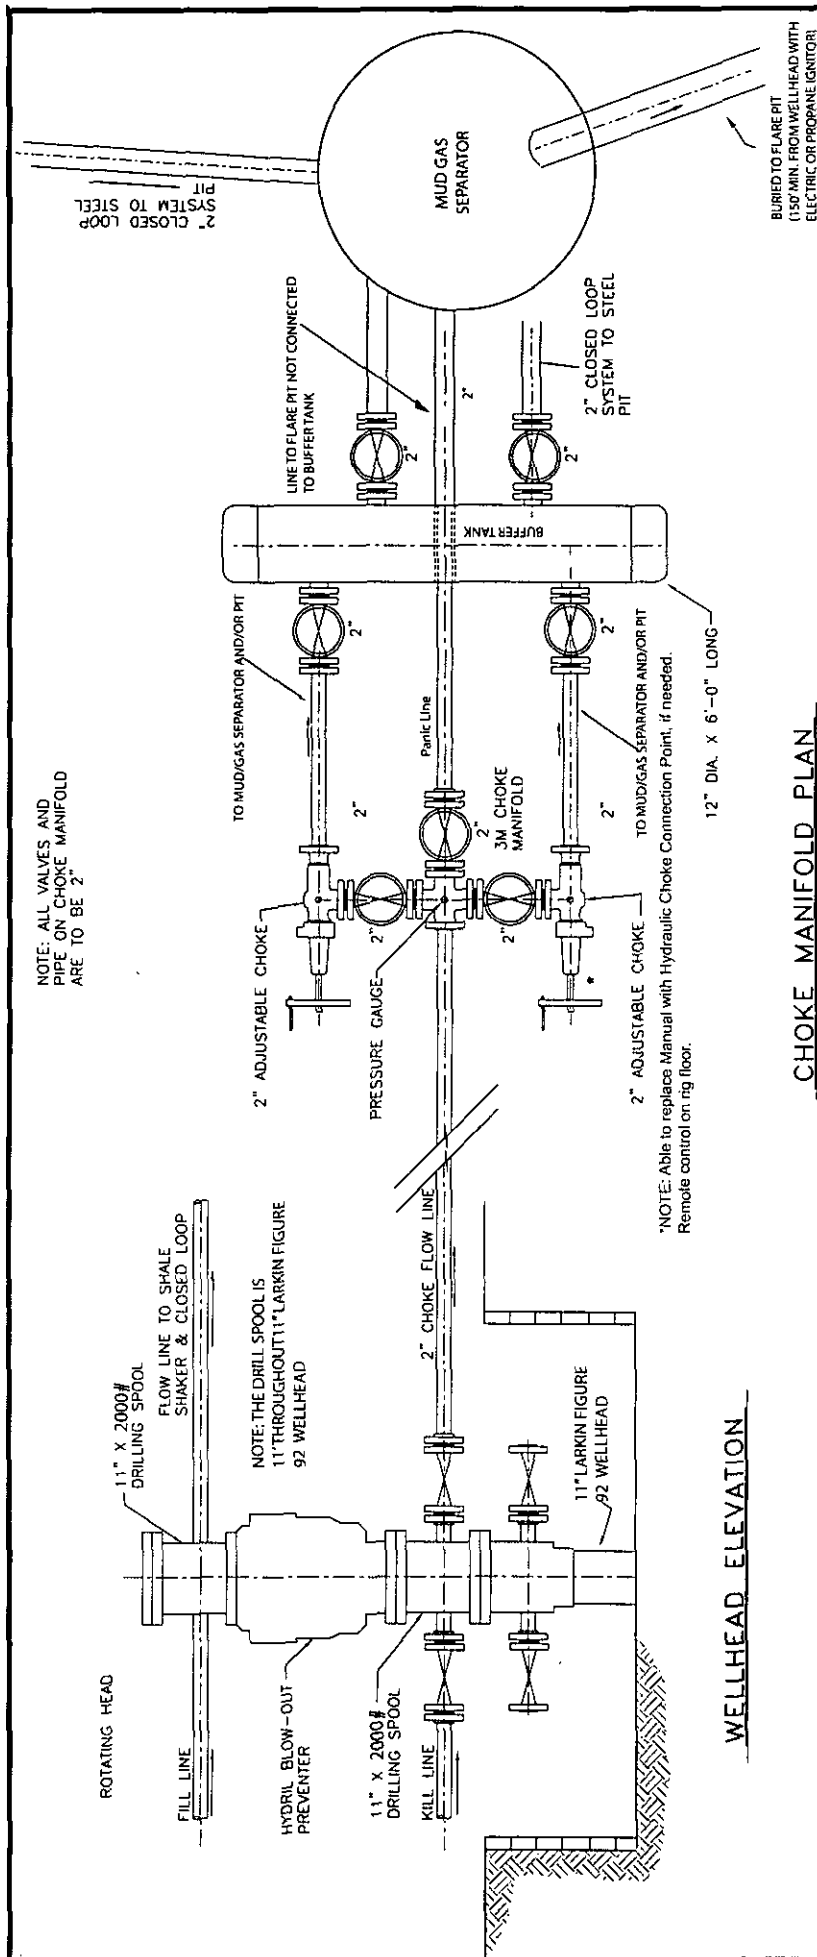 NOTE: ALL VALVES AND
PIPE ON CHOKE MANIFOLD
ARE TO BE 2"
ROTATING HEAD
11" X 2000#
DRILLING SPOOL
FLOW LINE TO SHALE
SHAKER & CLOSED LOOP
FILL LINE
NOTE: THE DRILL SPOOL IS
11' THROUGHOUT 11" LARKIN FIGURE
92 WELLHEAD
HYDRIL BLOW-OUT
PREVENTER
11" X 2000#
DRILLING SPOOL
KILL LINE
2" CHOKE FLOW LINE
11" LARKIN FIGURE
92 WELLHEAD
WELLHEAD ELEVATION
2" ADJUSTABLE CHOKE
PRESSURE GAUGE
2" ADJUSTABLE CHOKE
*
*NOTE: Able to replace Manual with Hydraulic Choke Connection Point, if needed.
Remote control on rig floor.
TO MUD/GAS SEPARATOR AND/OR PIT
2"
2"
2"
Panic Line
2"
3M CHOKE
MANIFOLD
2"
2"
2"
TO MUD/GAS SEPARATOR AND/OR PIT
12" DIA. X 6'-0" LONG
BUFFER TANK
LINE TO FLARE PIT NOT CONNECTED
TO BUFFER TANK
2"
2"
2"
2" CLOSED LOOP
SYSTEM TO STEEL
PIT
2" CLOSED LOOP
SYSTEM TO STEEL
PIT
MUD GAS
SEPARATOR
BURIED TO FLARE PIT
(150' MIN. FROM WELLHEAD WITH
ELECTRIC OR PROPANE IGNITOR)
CHOKE MANIFOLD PLAN